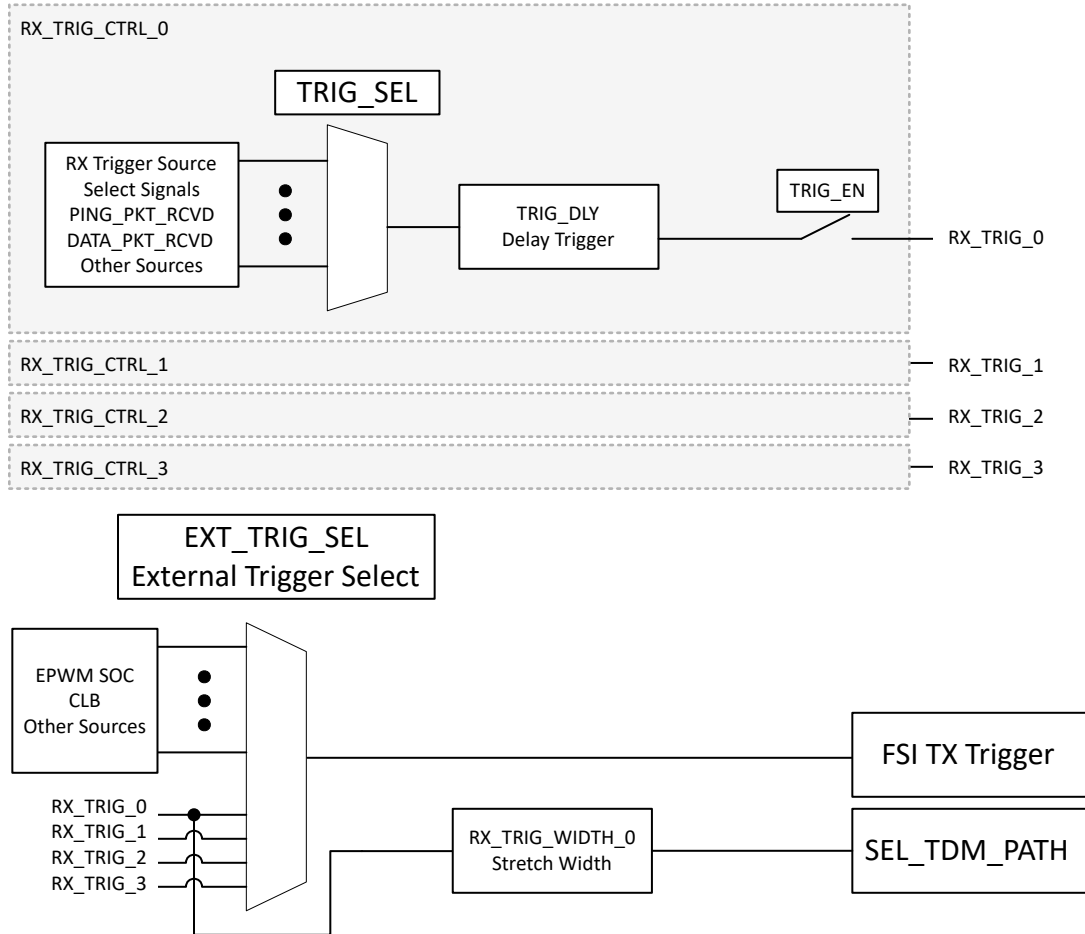 RX_TRIG_CTRL_0
TRIG_SEL
RX Trigger Source
Select Signals
PING_PKT_RCVD
DATA_PKT_RCVD
Other Sources
TRIG_DLY
Delay Trigger
TRIG_EN
RX_TRIG_0
RX_TRIG_CTRL_1
RX_TRIG_1
RX_TRIG_CTRL_2
RX_TRIG_2
RX_TRIG_CTRL_3
RX_TRIG_3
EXT_TRIG_SEL
External Trigger Select
EPWM SOC
CLB
Other Sources
FSI TX Trigger
RX_TRIG_0
RX_TRIG_1
RX_TRIG_2
RX_TRIG_3
RX_TRIG_WIDTH_0
Stretch Width
SEL_TDM_PATH